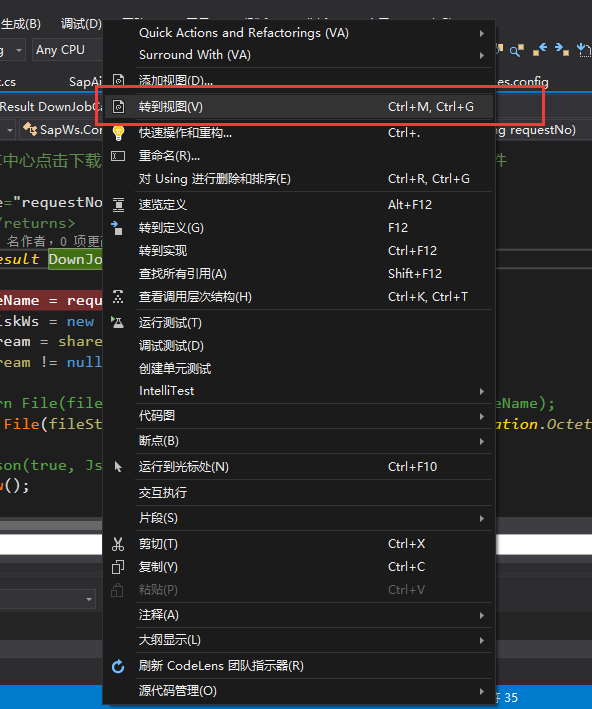 生成(B)
调试(D)
Any CPU
.cs
SapAi
es.config
Result DownJobCa
SapWs.Con
ng requestNo)
中心点击下载
件
e="requestNo
/returns>
名作者，0 项更改
esult DownJo
eName = requ
iskWs = new
ream = share
ream != null
rn File(file
eName);
File(fileSt
ation.Octet
son(true, Js
w();
Quick Actions and Refactorings (VA)
Surround With (VA)
添加视图(D)...
转到视图(V) Ctrl+M, Ctrl+G
快速操作和重构... Ctrl+.
重命名(R)...
对 Using 进行删除和排序(E) Ctrl+R, Ctrl+G
速览定义 Alt+F12
转到定义(G) F12
转到实现 Ctrl+F12
查找所有引用(A) Shift+F12
查看调用层次结构(H) Ctrl+K, Ctrl+T
运行测试(T)
调试测试(D)
创建单元测试
IntelliTest
代码图
断点(B)
运行到光标处(N) Ctrl+F10
交互执行
片段(S)
剪切(T) Ctrl+X
复制(Y) Ctrl+C
粘贴(P) Ctrl+V
注释(A)
大纲显示(L)
刷新 CodeLens 团队指示器(R)
源代码管理(O)
符 35